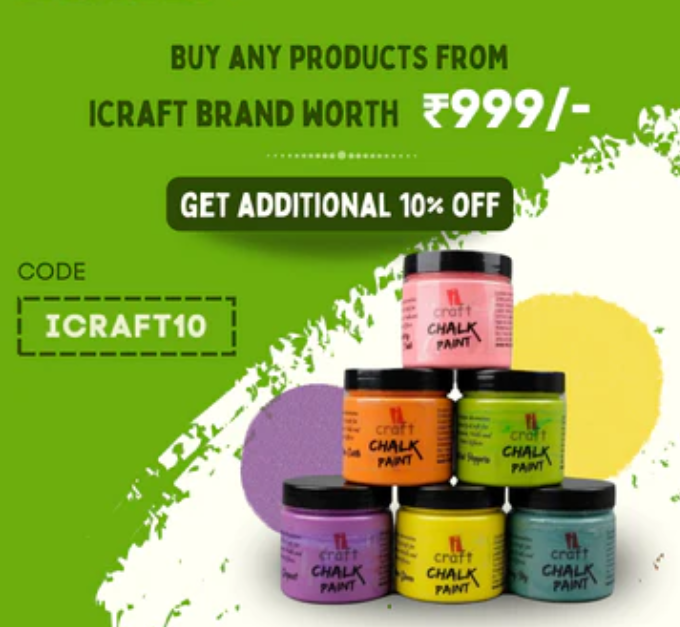 BUY ANY PRODUCTS FROM
ICRAFT BRAND WORTH ₹999/-
GET ADDITIONAL 10% OFF
CODE
ICRAFT10
craft
CHALK
PAINT
craft
CHALK
PAINT
craft
CHALK
PAINT
craft
CHALK
PAINT
craft
CHALK
PAINT
craft
CHALK
PAINT